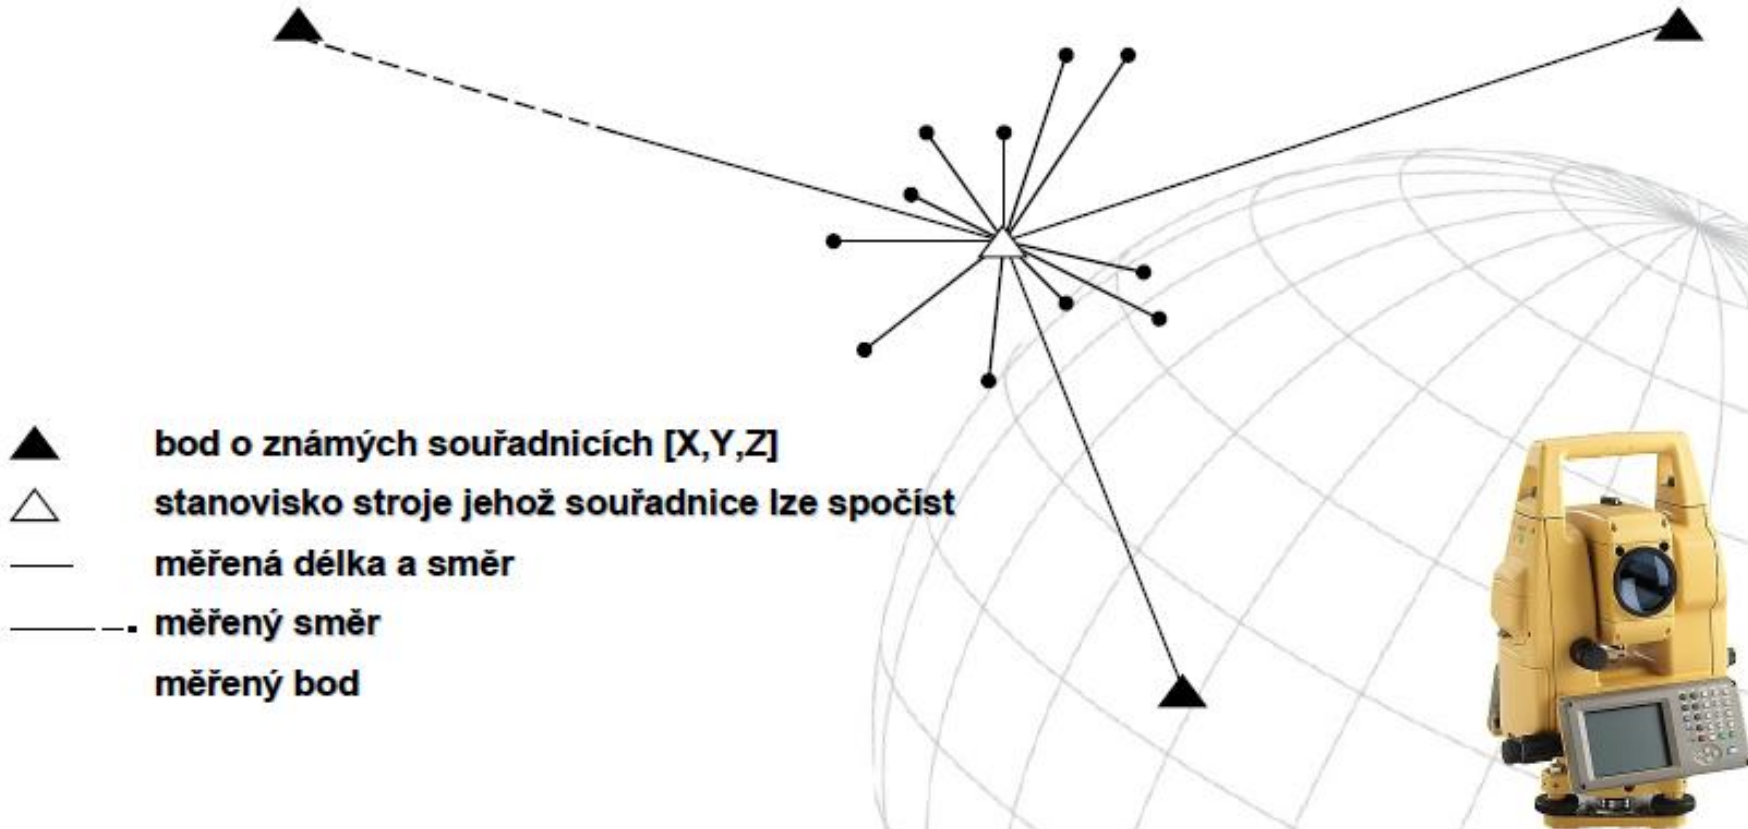 bod o známých souřadnicích [X,Y,Z]
stanovisko stroje jehož souřadnice lze spočíst
měřená délka a směr
měřený směr
měřený bod